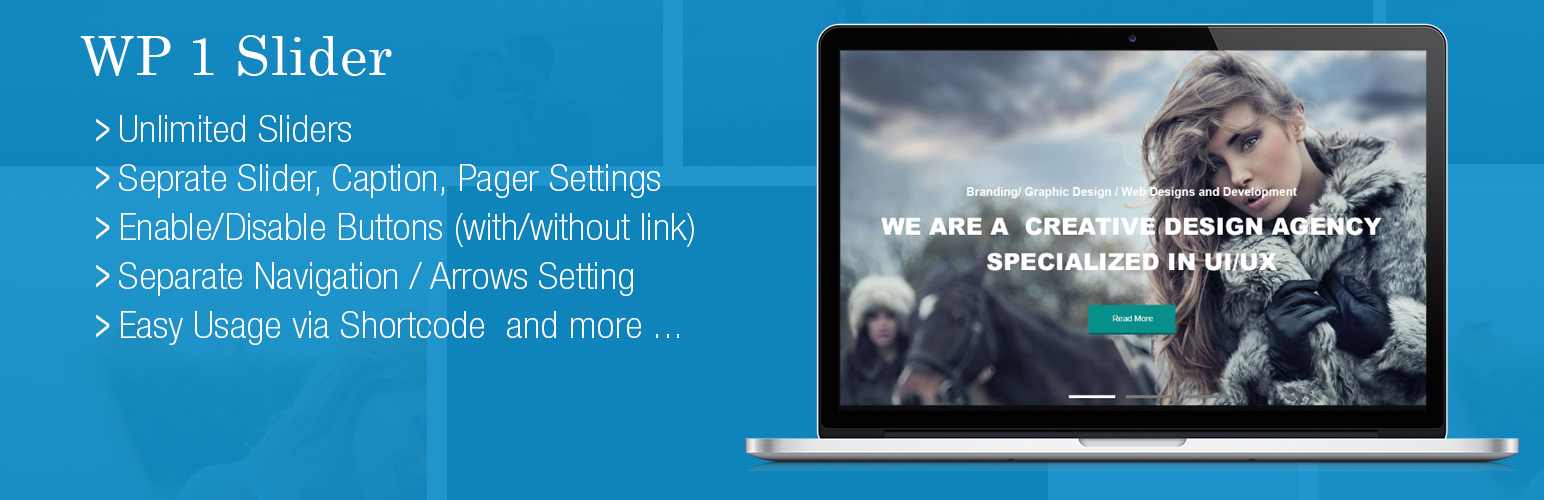 WP 1 Slider
> Unlimited Sliders
> Seprate Slider, Caption, Pager Settings
> Enable/Disable Buttons (with/without link)
> Separate Navigation / Arrows Setting
> Easy Usage via Shortcode  and more ...
Branding/ Graphic Design / Web Designs and Development
WE ARE A  CREATIVE DESIGN AGENCY
SPECIALIZED IN UI/UX
Read More